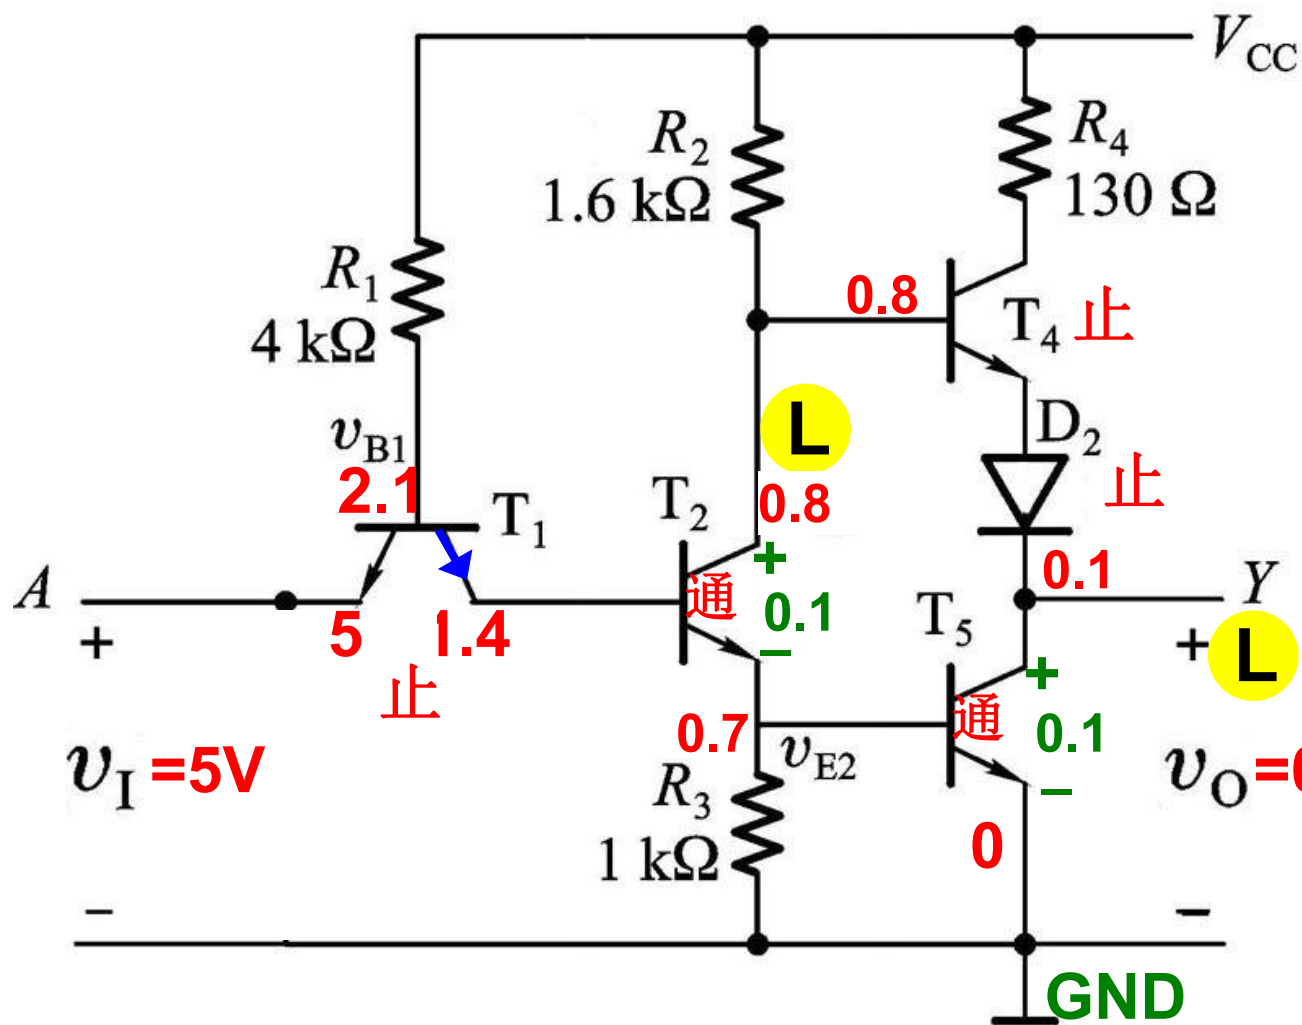 V_CC
R_2
1.6 kΩ
R_4
130 Ω
R_1
4 kΩ
0.8
T_4 止
v_B1
2.1
L
D_2
止
T_1
T_2
0.8
+
A
5
1.4
通
0.1
−
0.1
Y
T_5
+
止
+
L
+
0.7
v_E2
通
0.1
−
v_I =5V
R_3
1 kΩ
v_O =
0
−
−
GND